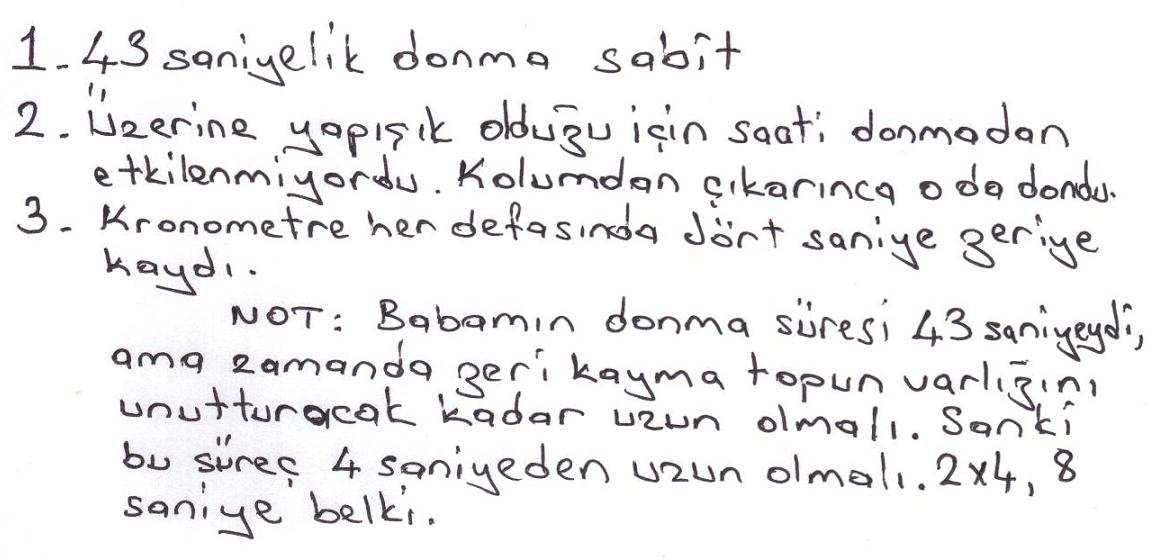 1. 43 saniyelik donma sabit
2. Üzerine yapışık olduğu için saati donmadan
etkilenmiyordu. Kolumdan çıkarınca o da dondu.
3. Kronometre her defasında dört saniye geriye
kaydı.
NOT: Babamın donma süresi 43 saniyeydi,
ama zamanda geri kayma topun varlığını
unutturacak kadar uzun olmalı. Sanki
bu süreç 4 saniyeden uzun olmalı. 2x4, 8
saniye belki.